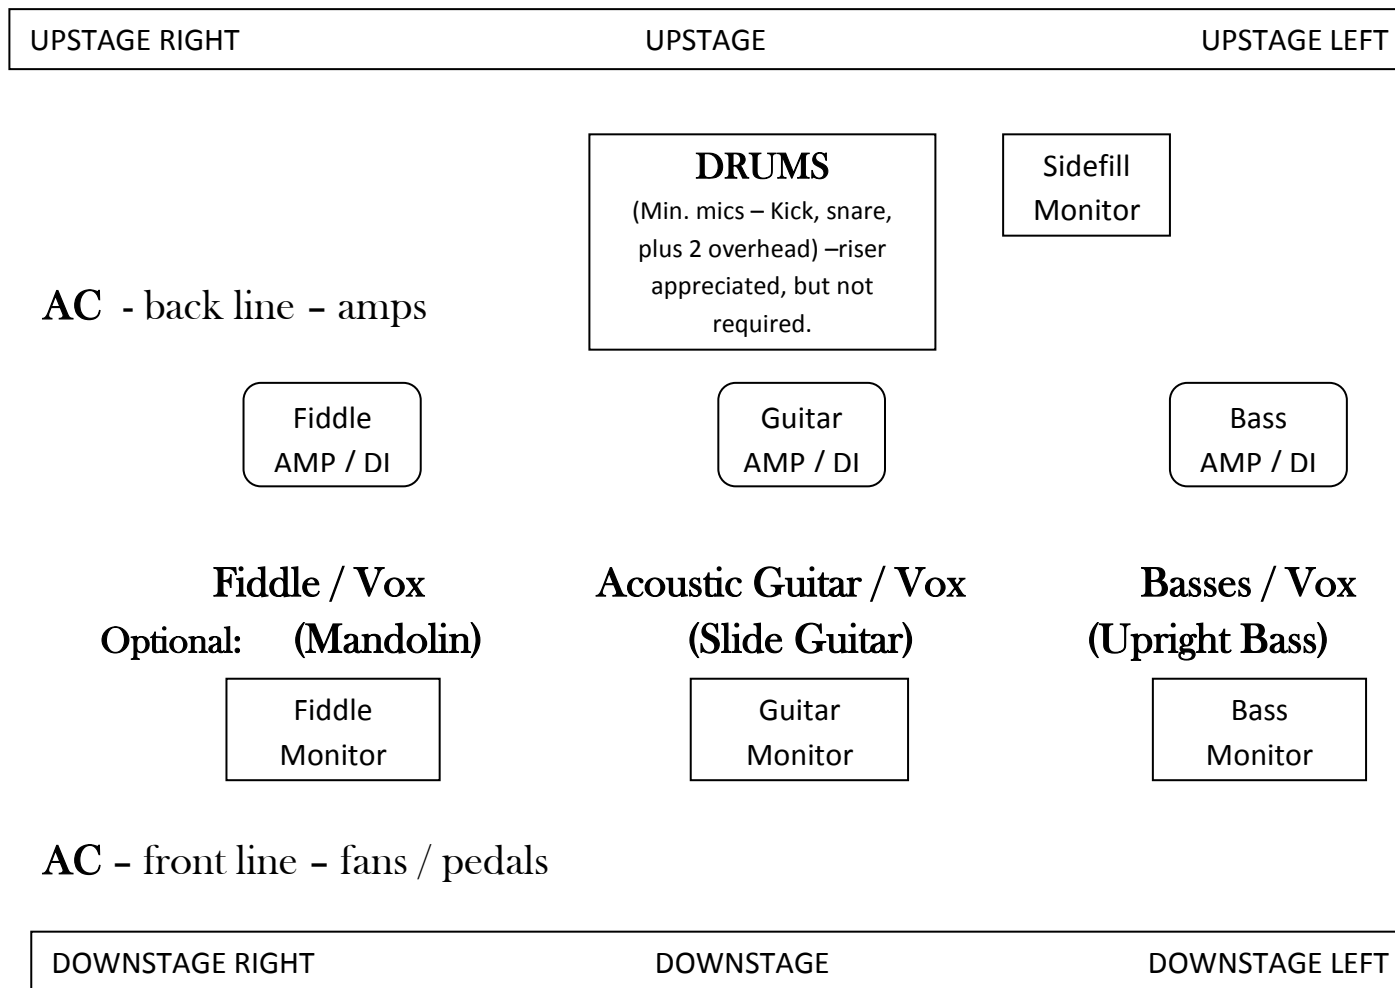 UPSTAGE RIGHT UPSTAGE UPSTAGE LEFT
DRUMS
(Min. mics – Kick, snare,
plus 2 overhead) –riser
appreciated, but not
required.
Sidefill
Monitor
AC - back line – amps
Fiddle
AMP / DI
Guitar
AMP / DI
Bass
AMP / DI
Fiddle / Vox
Optional: (Mandolin)
Acoustic Guitar / Vox
(Slide Guitar)
Basses / Vox
(Upright Bass)
Fiddle
Monitor
Guitar
Monitor
Bass
Monitor
AC – front line – fans / pedals
DOWNSTAGE RIGHT DOWNSTAGE DOWNSTAGE LEFT